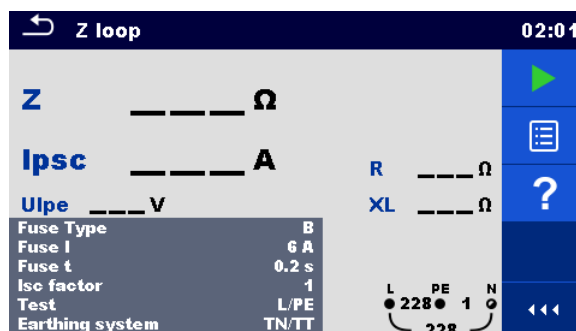 Z loop 02:01
Z ___ Ω
Ipsc ___ A
R ___ Ω
Ulpe ___ V
XL ___ Ω
Fuse Type B
Fuse I 6 A
Fuse t 0.2 s
Isc factor 1
Test L/PE
Earthing system TN/TT
L PE N
228 1
228
?